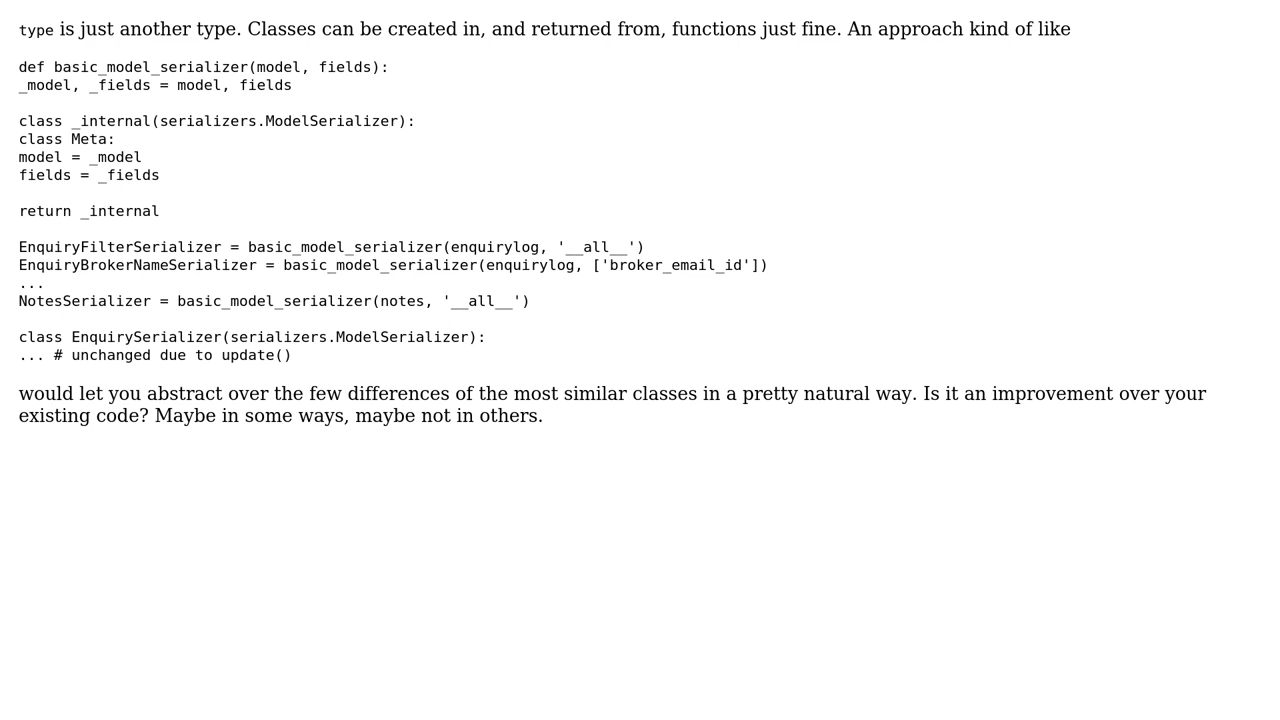 type is just another type. Classes can be created in, and returned from, functions just fine. An approach kind of like
def basic_model_serializer(model, fields):
_model, _fields = model, fields
class _internal(serializers.ModelSerializer):
class Meta:
model = _model
fields = _fields
return _internal
EnquiryFilterSerializer = basic_model_serializer(enquirylog, '__all__')
EnquiryBrokerNameSerializer = basic_model_serializer(enquirylog, ['broker_email_id'])
...
NotesSerializer = basic_model_serializer(notes, '__all__')
class EnquirySerializer(serializers.ModelSerializer):
... # unchanged due to update()
would let you abstract over the few differences of the most similar classes in a pretty natural way. Is it an improvement over your
existing code? Maybe in some ways, maybe not in others.